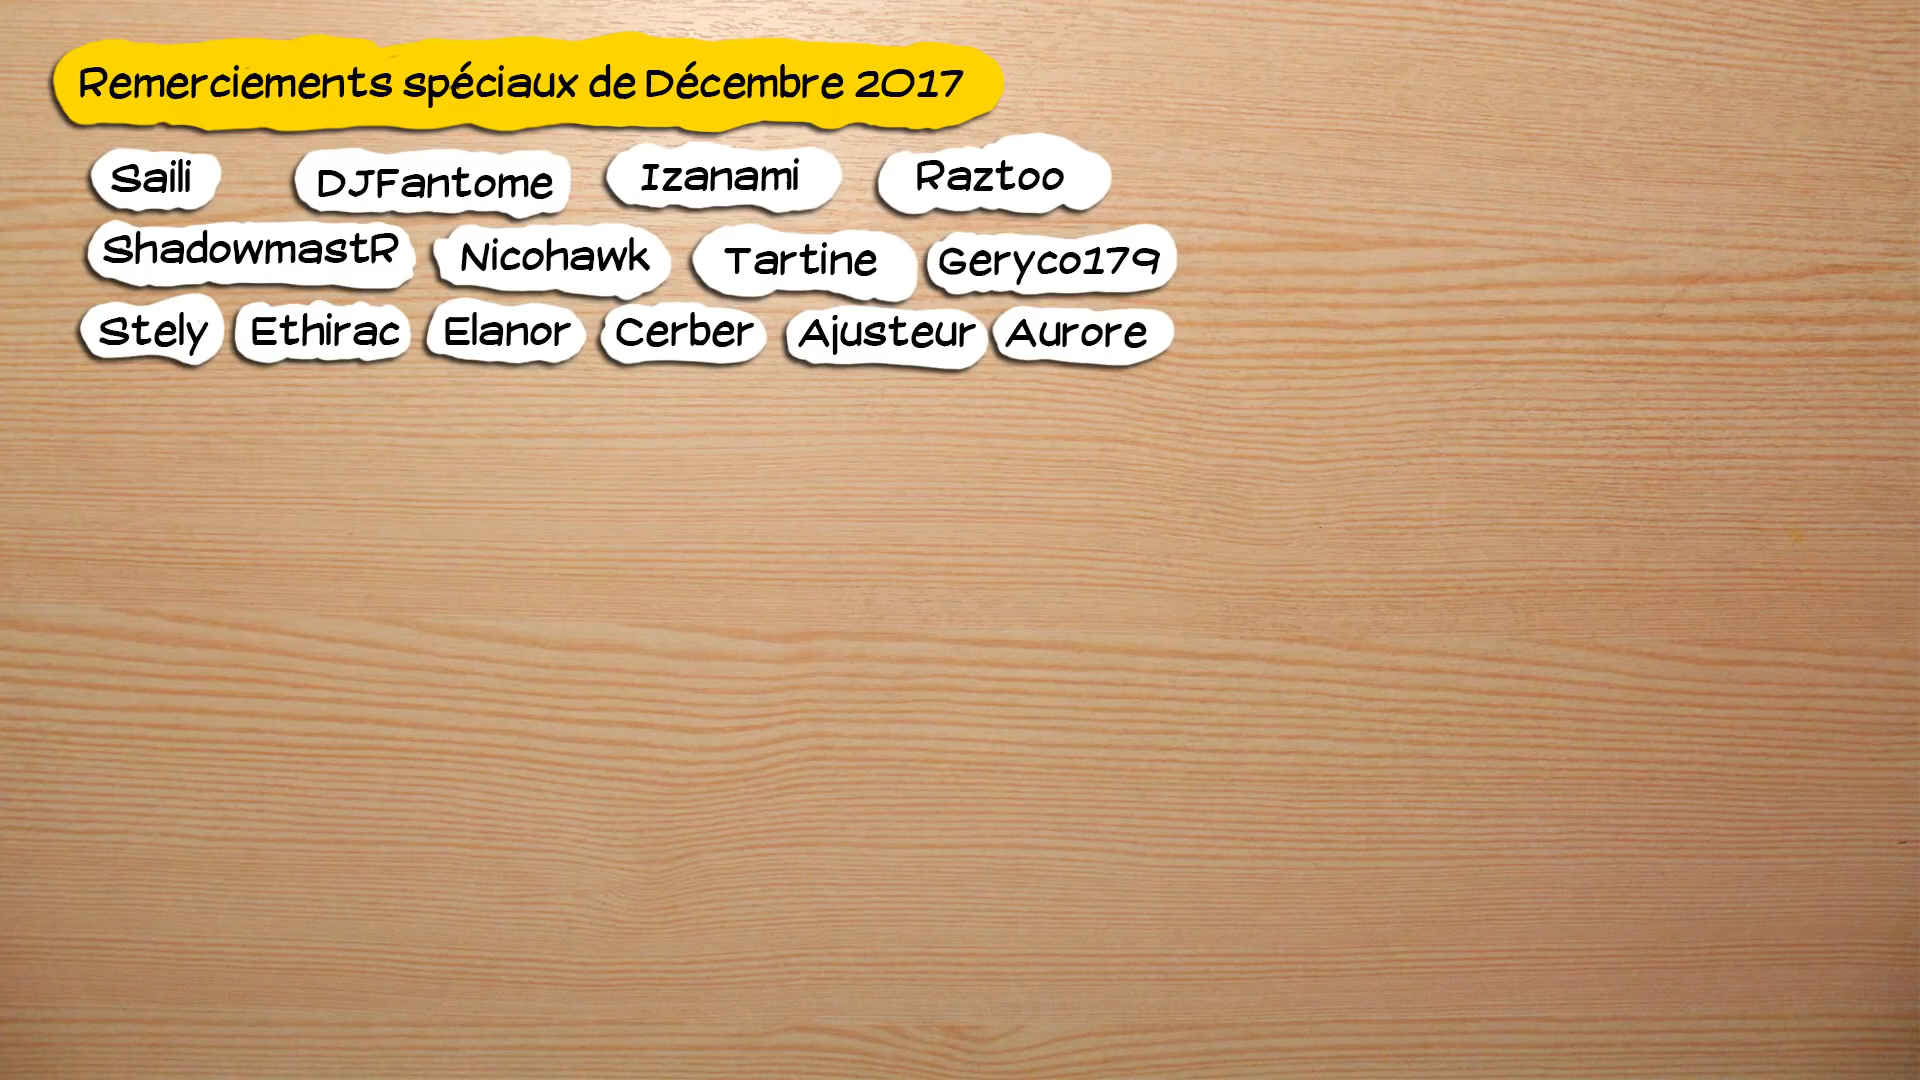 Remerciements spéciaux de Décembre 2017
Saili DJFantome Izanami Raztoo
ShadowmastR Nicohawk Tartine Geryco179
Stely Ethirac Elanor Cerber Ajusteur Aurore